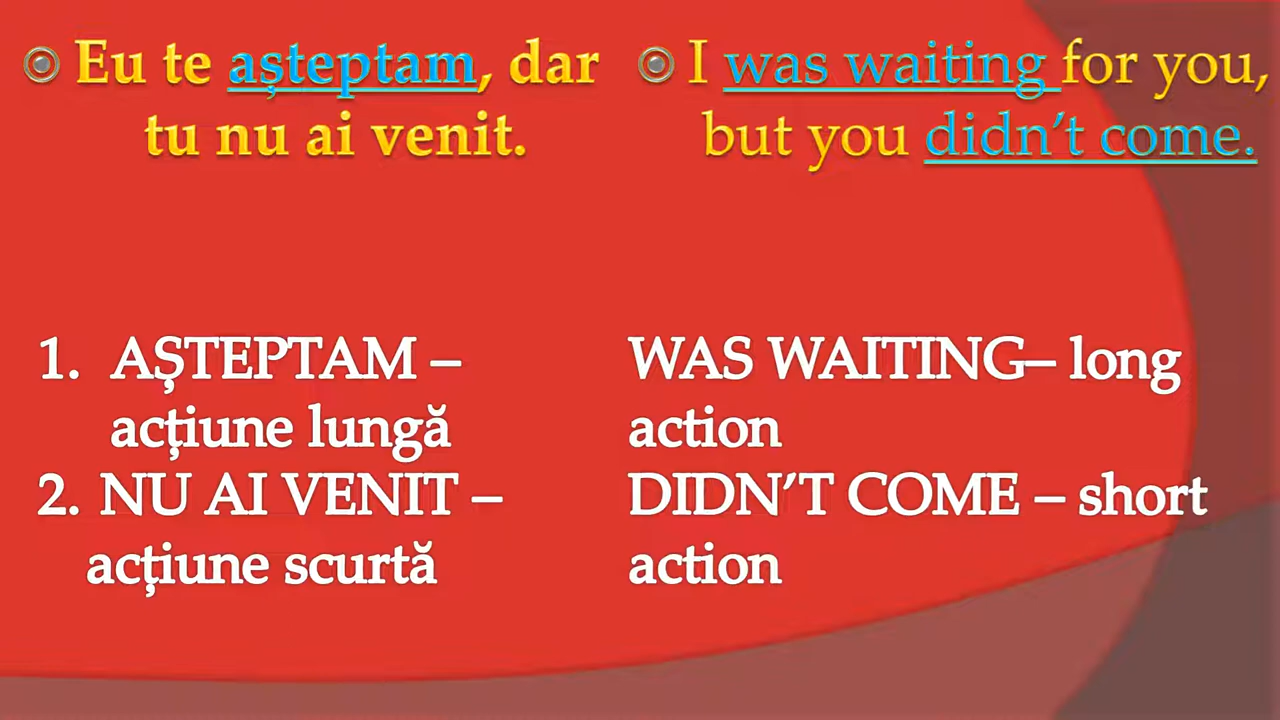 Eu te așteptam, dar
tu nu ai venit.
I was waiting for you,
but you didn’t come.
1. AȘTEPTAM –
acțiune lungă
2. NU AI VENIT –
acțiune scurtă
WAS WAITING– long
action
DIDN’T COME – short
action